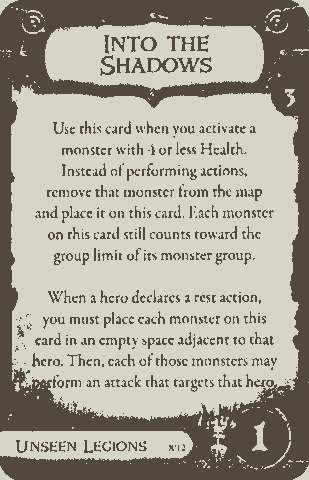 INTO THE
SHADOWS
3
Use this card when you activate a
monster with 4 or less Health.
Instead of performing actions,
remove that monster from the map
and place it on this card. Each monster
on this card still counts toward the
group limit of its monster group.
When a hero declares a rest action,
you must place each monster on this
card in an empty space adjacent to that
hero. Then, each of those monsters may
perform an attack that targets that hero.
UNSEEN LEGIONS
1